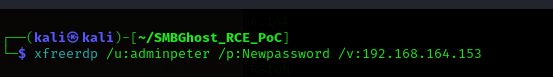 ┌──(kali㉿kali)-[~/SMBGhost_RCE_PoC]
└─$ xfreerdp /u:adminpeter /p:Newpassword /v:192.168.164.153